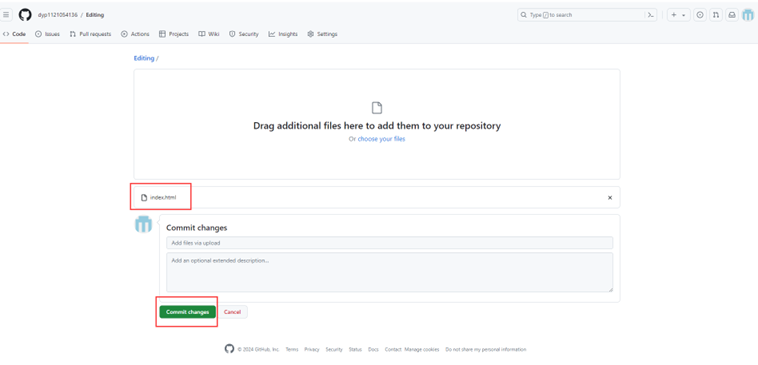 dyp1121054136 / Editing
Type / to search
Code Issues Pull requests Actions Projects Wiki Security Insights Settings
Editing /
Drag additional files here to add them to your repository
Or choose your files
index.html
Commit changes
Add files via upload
Add an optional extended description...
Commit changes Cancel
© 2024 GitHub, Inc. Terms Privacy Security Status Docs Contact Manage cookies Do not share my personal information